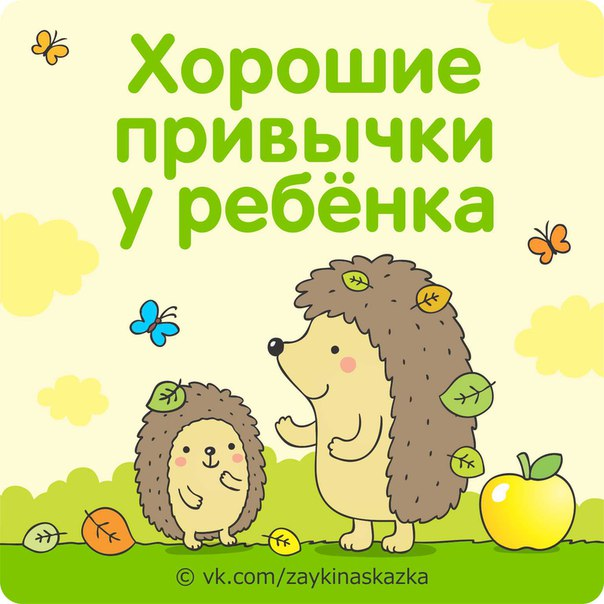 Хорошие
привычки
у ребёнка
© vk.com/zaykinaskazka